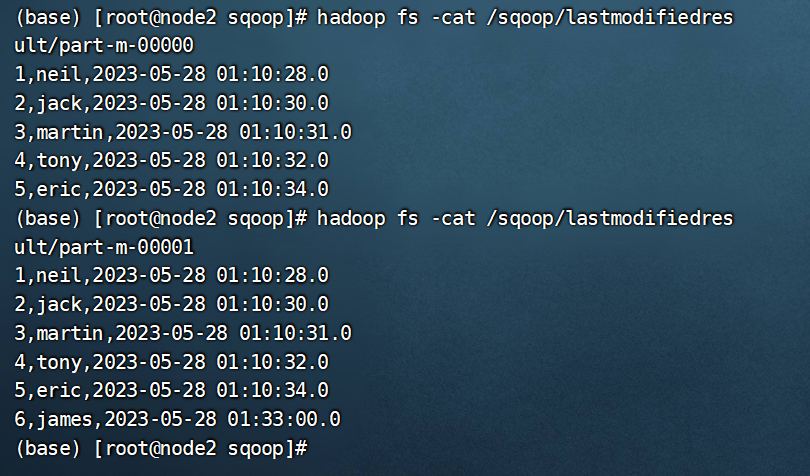 (base) [root@node2 sqoop]# hadoop fs -cat /sqoop/lastmodifiedres
ult/part-m-00000
1,neil,2023-05-28 01:10:28.0
2,jack,2023-05-28 01:10:30.0
3,martin,2023-05-28 01:10:31.0
4,tony,2023-05-28 01:10:32.0
5,eric,2023-05-28 01:10:34.0
(base) [root@node2 sqoop]# hadoop fs -cat /sqoop/lastmodifiedres
ult/part-m-00001
1,neil,2023-05-28 01:10:28.0
2,jack,2023-05-28 01:10:30.0
3,martin,2023-05-28 01:10:31.0
4,tony,2023-05-28 01:10:32.0
5,eric,2023-05-28 01:10:34.0
6,james,2023-05-28 01:33:00.0
(base) [root@node2 sqoop]#